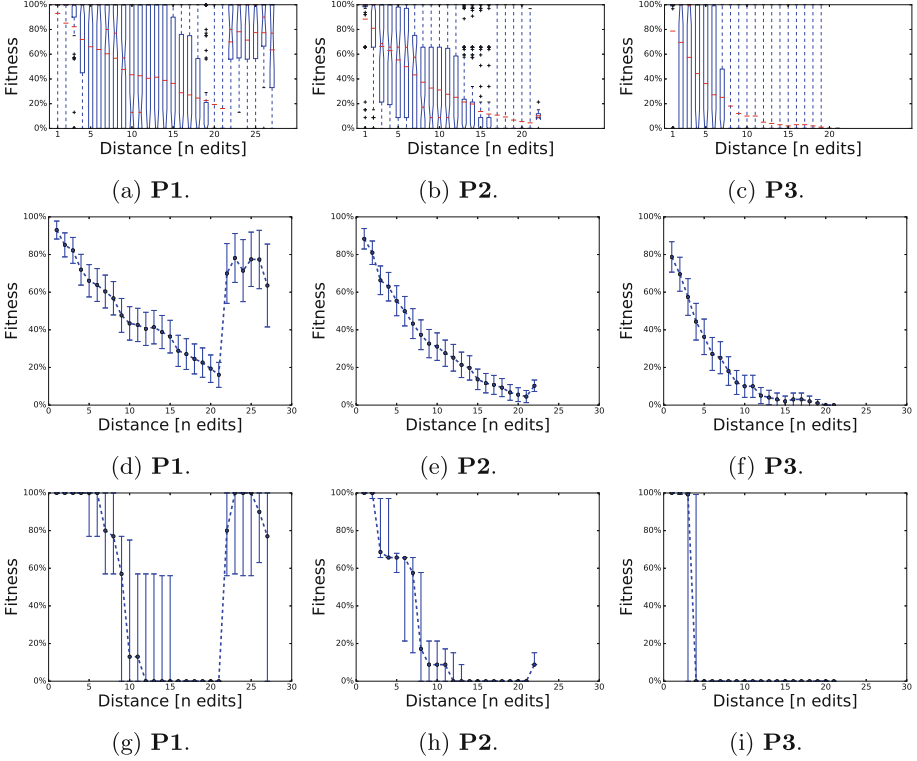 100% 100% 100%
80% 80% 80%
60% 60% 60%
40% 40% 40%
20% 20% 20%
0% 0% 0%
Fitness Fitness Fitness
1 5 10 15 20 25 1 5 10 15 20 1 5 10 15 20
Distance [n edits] Distance [n edits] Distance [n edits]
(a) P1. (b) P2. (c) P3.
100% 100% 100%
80% 80% 80%
60% 60% 60%
40% 40% 40%
20% 20% 20%
0% 0% 0%
Fitness Fitness Fitness
0 5 10 15 20 25 30 0 5 10 15 20 25 30 0 5 10 15 20 25 30
Distance [n edits] Distance [n edits] Distance [n edits]
(d) P1. (e) P2. (f) P3.
100% 100% 100%
80% 80% 80%
60% 60% 60%
40% 40% 40%
20% 20% 20%
0% 0% 0%
Fitness Fitness Fitness
0 5 10 15 20 25 30 0 5 10 15 20 25 30 0 5 10 15 20 25 30
Distance [n edits] Distance [n edits] Distance [n edits]
(g) P1. (h) P2. (i) P3.